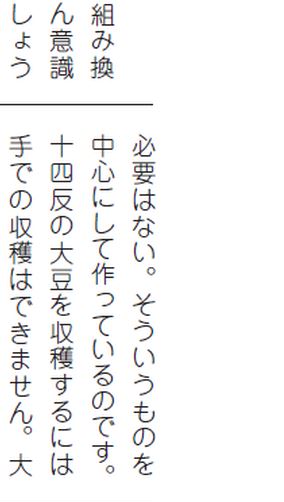 組み換
ん意識
しょう
必要はない。そういうものを
中心にして作っているのです。
十四反の大豆を収穫するには
手での収穫はできません。大